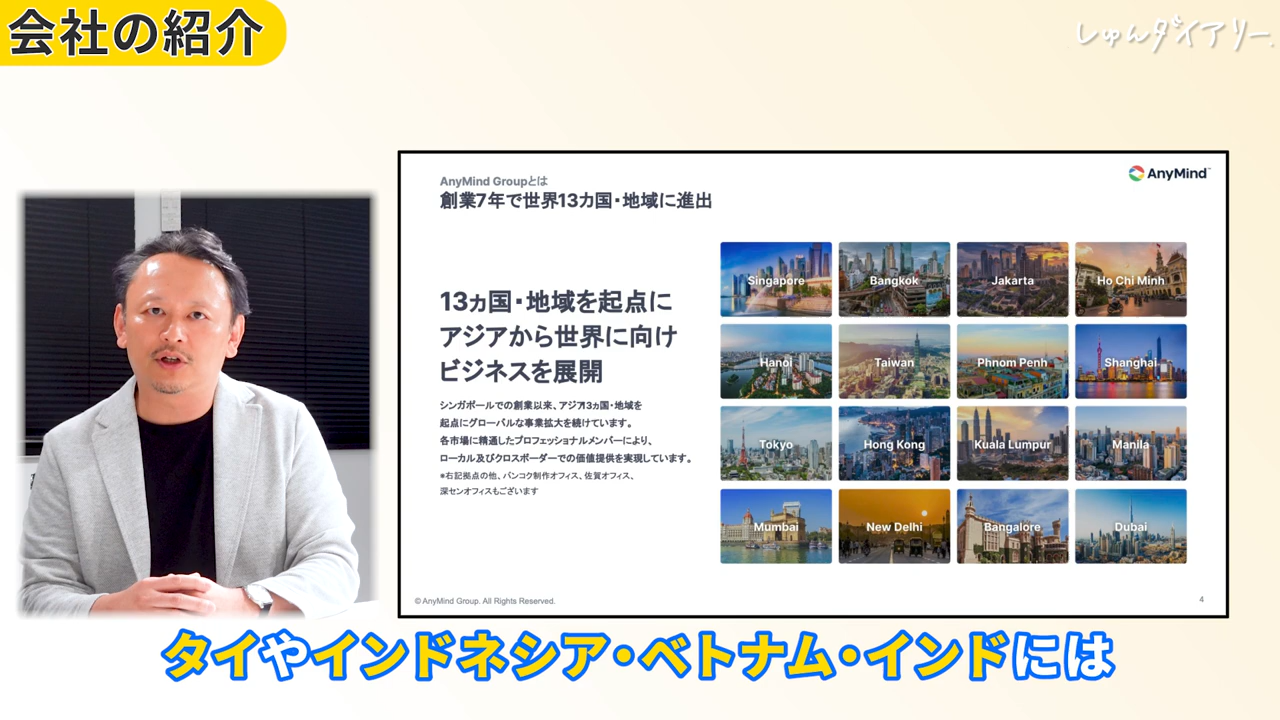 会社の紹介
しゅんダイアリー
AnyMind Groupとは
創業7年で世界13カ国・地域に進出
AnyMind
13ヵ国・地域を起点に
アジアから世界に向け
ビジネスを展開
シンガポールでの創業以来、アジア13ヵ国・地域を
起点にグローバルな事業拡大を続けています。
各市場に精通したプロフェッショナルメンバーにより、
ローカル及びクロスボーダーでの価値提供を実現しています。
*右記拠点の他、バンコク制作オフィス、佐賀オフィス、
深センオフィスもございます
Singapore
Bangkok
Jakarta
Ho Chi Minh
Hanoi
Taiwan
Phnom Penh
Shanghai
Tokyo
Hong Kong
Kuala Lumpur
Manila
Mumbai
New Delhi
Bangalore
Dubai
© AnyMind Group. All Rights Reserved.
4
タイやインドネシア・ベトナム・インドには